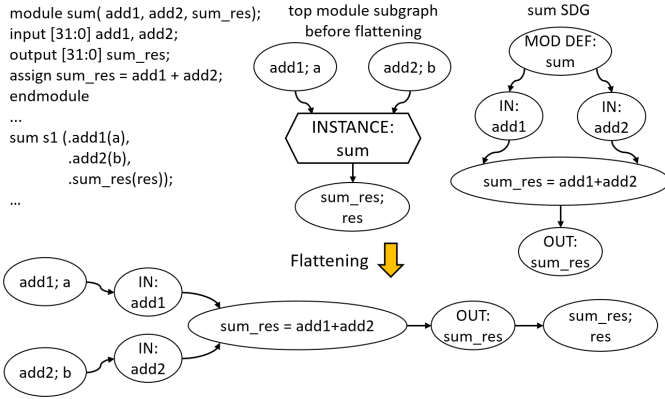 module sum( add1, add2, sum_res);
input [31:0] add1, add2;
output [31:0] sum_res;
assign sum_res = add1 + add2;
endmodule
...
sum s1 (.add1(a),
.add2(b),
.sum_res(res));
...
top module subgraph
before flattening
add1; a
add2; b
INSTANCE:
sum
sum_res;
res
sum SDG
MOD DEF:
sum
IN:
add1
IN:
add2
sum_res = add1+add2
OUT:
sum_res
Flattening
add1; a
IN:
add1
add2; b
IN:
add2
sum_res = add1+add2
OUT:
sum_res
sum_res;
res